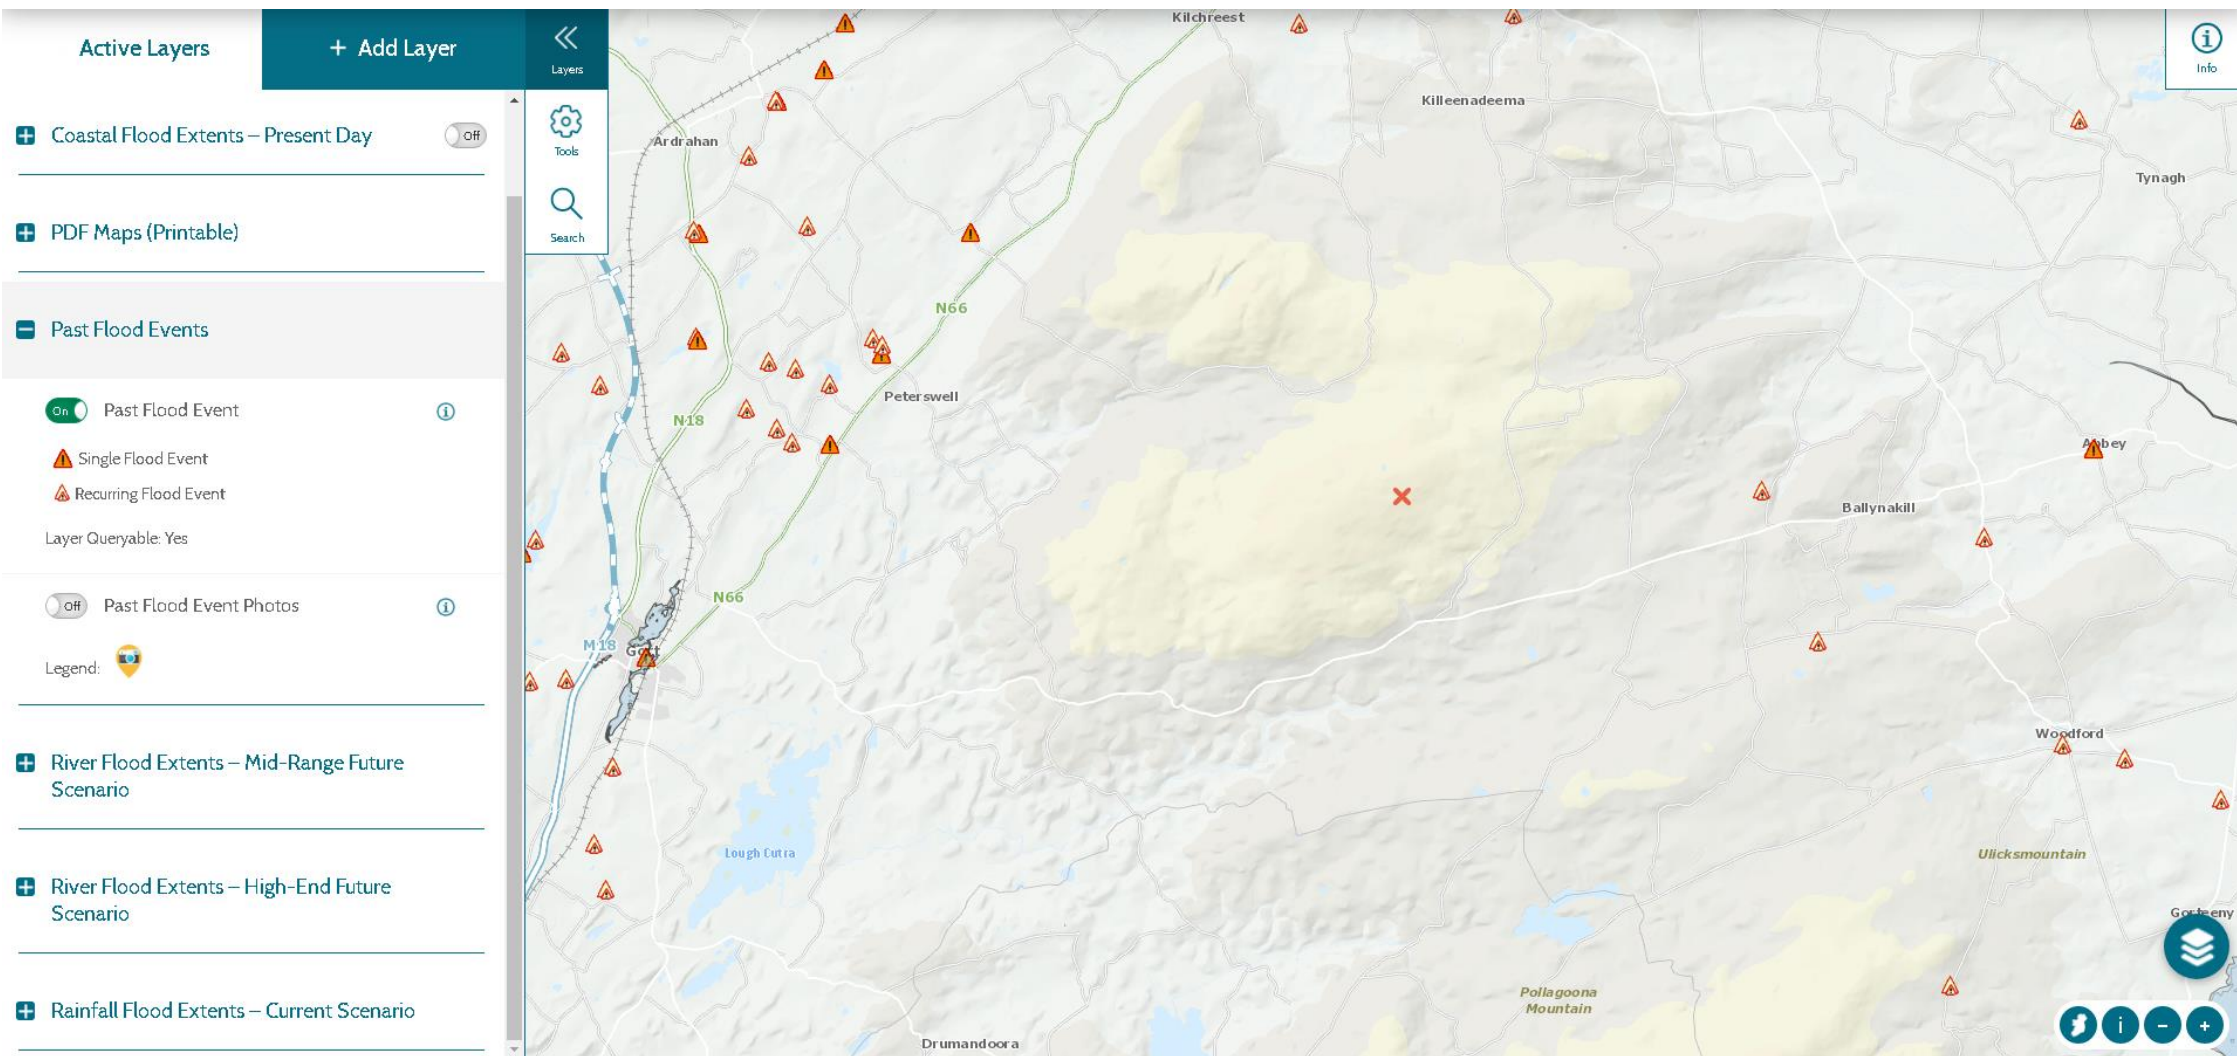 Active Layers
+ Add Layer
Layers
Tools
Search
Info
Coastal Flood Extents – Present Day
Off
PDF Maps (Printable)
Past Flood Events
On
Past Flood Event
Single Flood Event
Recurring Flood Event
Layer Queryable: Yes
Off
Past Flood Event Photos
Legend:
River Flood Extents – Mid-Range Future
Scenario
River Flood Extents – High-End Future
Scenario
Rainfall Flood Extents – Current Scenario
Kilchreest
Killeenadeema
Ardrahan
Tynagh
N66
Peterswell
N18
Abbey
Ballynakill
N66
M18
Gort
Woodford
Lough Cutra
Ulicksmountain
Gorteeny
Pollagoona
Mountain
Drumandoora